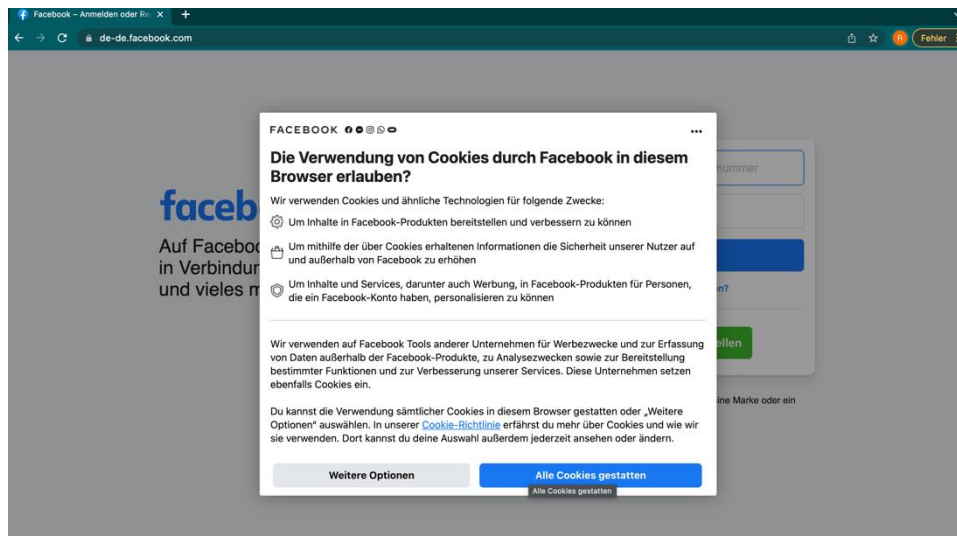 Facebook – Anmelden oder Re
de-de.facebook.com
R
Fehler
FACEBOOK
Die Verwendung von Cookies durch Facebook in diesem
Browser erlauben?
Wir verwenden Cookies und ähnliche Technologien für folgende Zwecke:
Um Inhalte in Facebook-Produkten bereitstellen und verbessern zu können
Um mithilfe der über Cookies erhaltenen Informationen die Sicherheit unserer Nutzer auf
und außerhalb von Facebook zu erhöhen
Um Inhalte und Services, darunter auch Werbung, in Facebook-Produkten für Personen,
die ein Facebook-Konto haben, personalisieren zu können
Wir verwenden auf Facebook Tools anderer Unternehmen für Werbezwecke und zur Erfassung
von Daten außerhalb der Facebook-Produkte, zu Analysezwecken sowie zur Bereitstellung
bestimmter Funktionen und zur Verbesserung unserer Services. Diese Unternehmen setzen
ebenfalls Cookies ein.
Du kannst die Verwendung sämtlicher Cookies in diesem Browser gestatten oder „Weitere
Optionen“ auswählen. In unserer Cookie-Richtlinie erfährst du mehr über Cookies und wie wir
sie verwenden. Dort kannst du deine Auswahl außerdem jederzeit ansehen oder ändern.
Weitere Optionen
Alle Cookies gestatten
Alle Cookies gestatten
faceb
Auf Faceboo
in Verbindur
und vieles m
nummer
en?
ellen
ine Marke oder ein